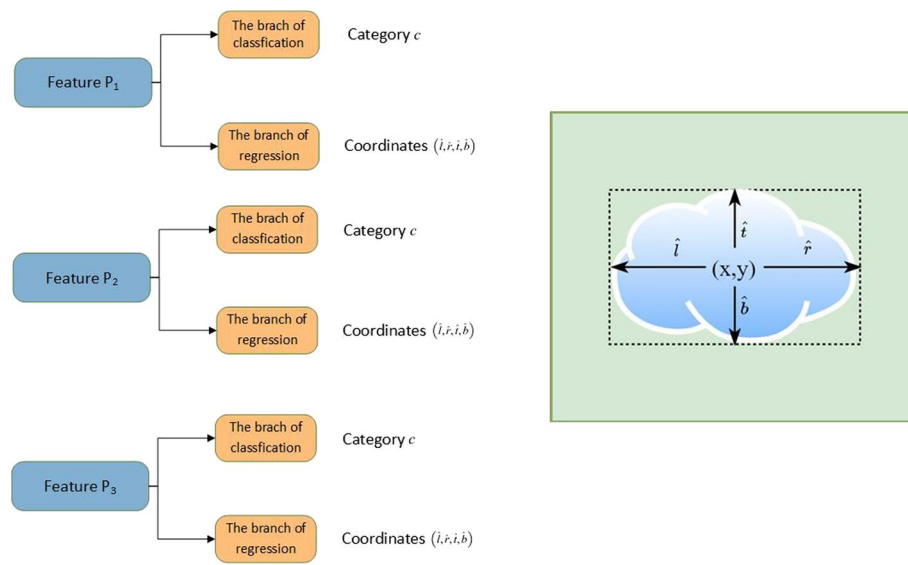 The brach of
classfication
Category c
Feature P₁
The branch of
regression
Coordinates (l̂,r̂,t̂,b̂)
The brach of
classfication
Category c
Feature P₂
The branch of
regression
Coordinates (l̂,r̂,t̂,b̂)
The brach of
classfication
Category c
Feature P₃
The branch of
regression
Coordinates (l̂,r̂,t̂,b̂)
t̂
l̂
r̂
(x,y)
b̂